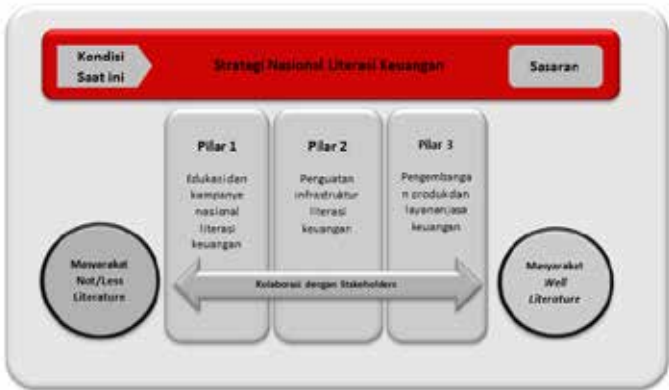 Kondisi
Saat ini
Strategi Nasional Literasi Keuangan
Sasaran
Pilar 1
Edukasi dan
kampanye
nasional
literasi
keuangan
Pilar 2
Penguatan
infrastruktur
literasi
keuangan
Pilar 3
Pengembanga
n produk dan
layanan jasa
keuangan
Masyarakat
Not/Less
Literature
Kolaborasi dengan Stakeholders
Masyarakat
Well
Literature